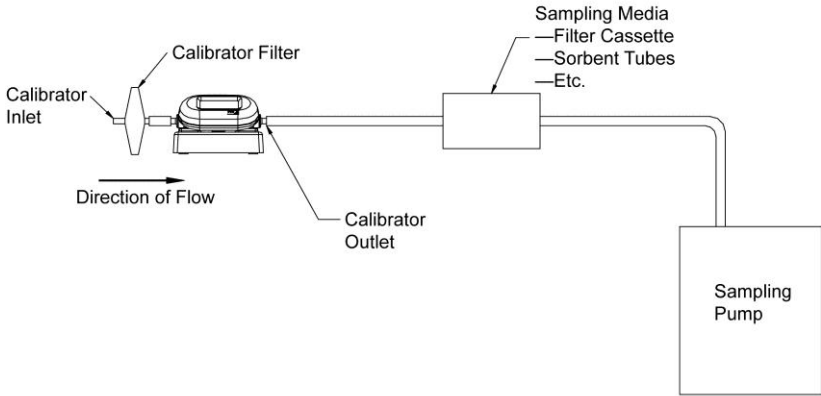 Sampling Media
—Filter Cassette
—Sorbent Tubes
—Etc.
Calibrator Filter
Calibrator
Inlet
Direction of Flow
Calibrator
Outlet
Sampling
Pump